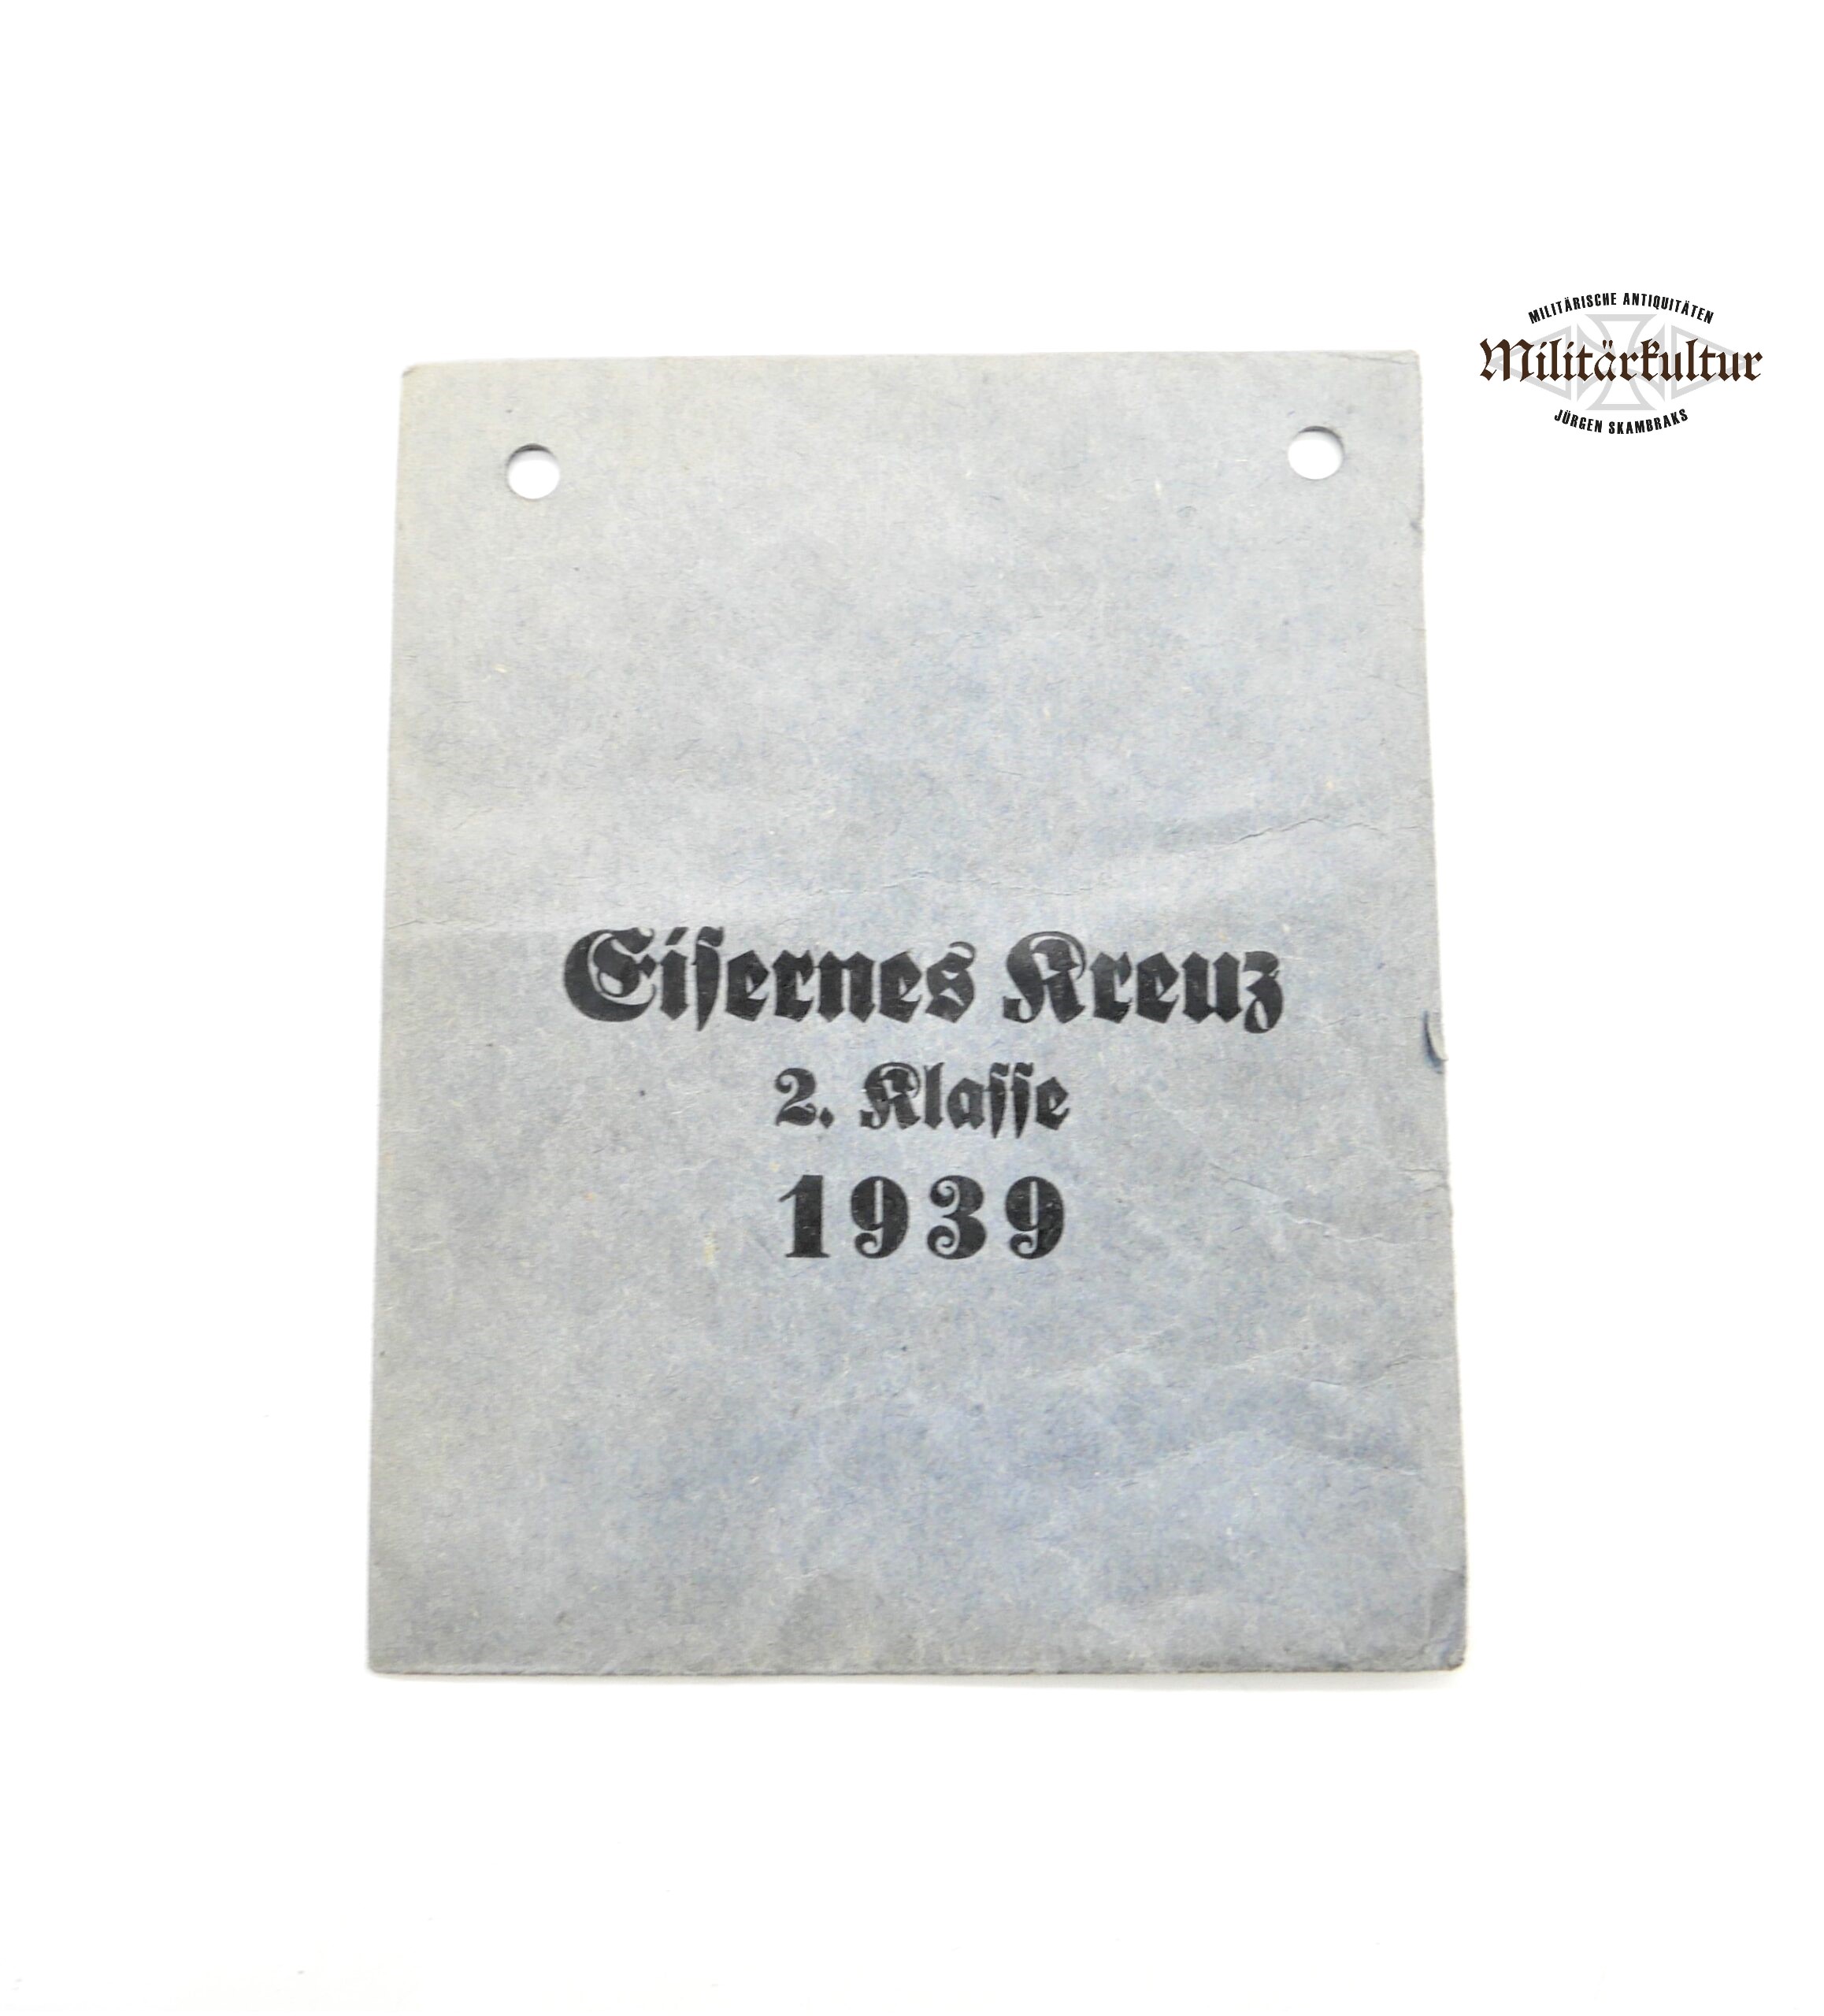 MILITÄRISCHE ANTIQUITÄTEN
Militärkultur
JÜRGEN SKAMBRAKS
Eiſernes Kreuz
2. Klaſſe
1939